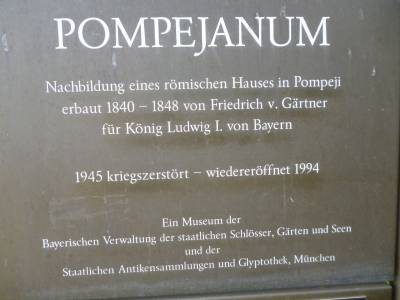 POMPEJANUM
Nachbildung eines römischen Hauses in Pompeji
erbaut 1840 – 1848 von Friedrich v. Gärtner
für König Ludwig I. von Bayern
1945 kriegszerstört – wiedereröffnet 1994
Ein Museum der
Bayerischen Verwaltung der staatlichen Schlösser, Gärten und Seen
und der
Staatlichen Antikensammlungen und Glyptothek, München